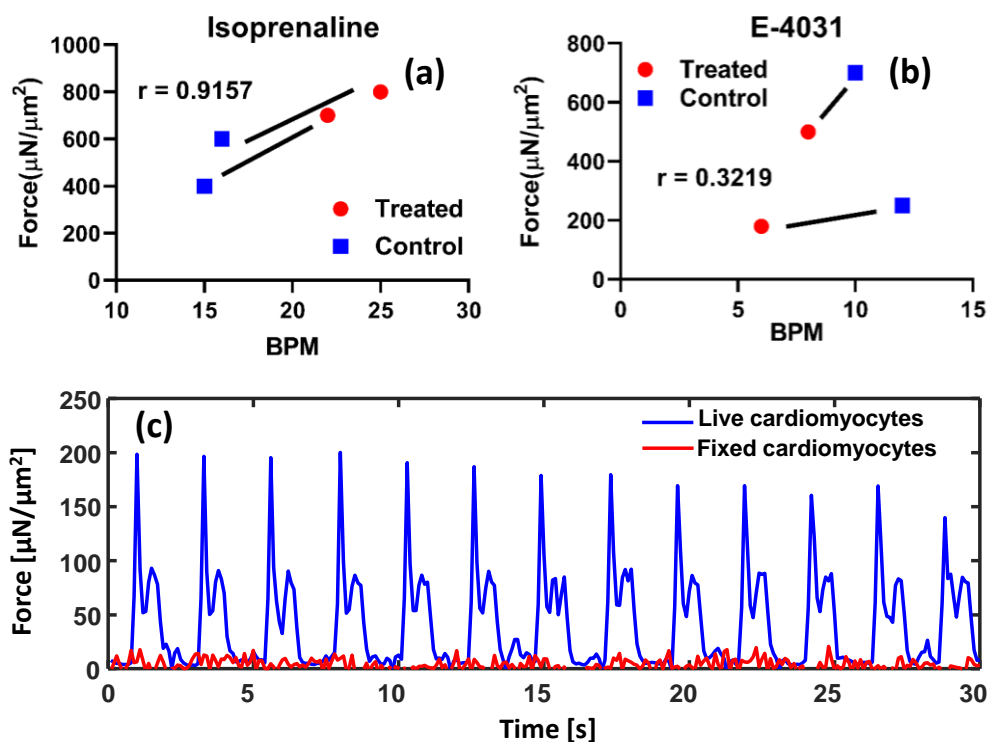 Isoprenaline
(a)
r = 0.9157
Treated
Control
Force(µN/µm²)
1000
800
600
400
200
0
10 15 20 25 30
BPM
E-4031
(b)
Treated
Control
r = 0.3219
Force(µN/µm²)
800
600
400
200
0
0 5 10 15
BPM
(c)
Live cardiomyocytes
Fixed cardiomyocytes
Force [µN/µm²]
250
200
150
100
50
0
0 5 10 15 20 25 30
Time [s]